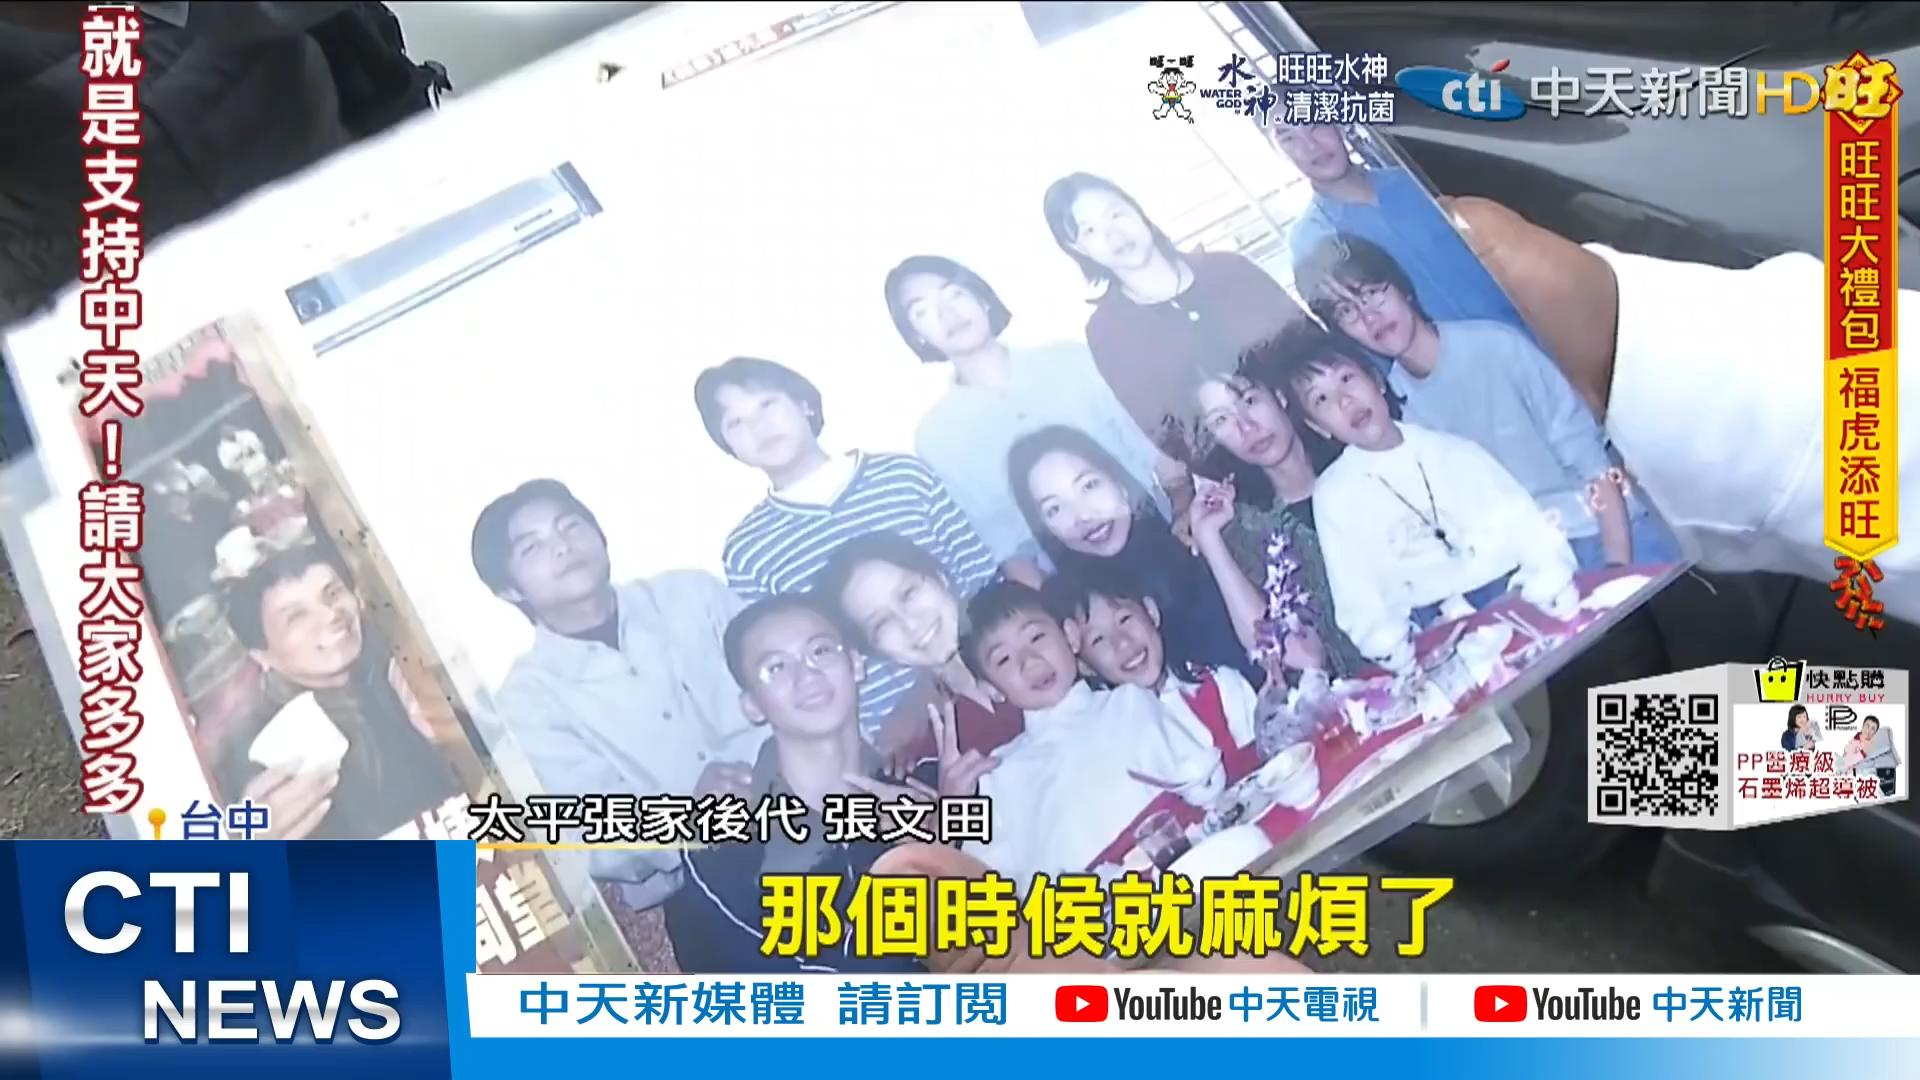 就是支持中天！請大家多多
旺旺
水神
WATER GOD
旺旺水神
清潔抗菌
cti 中天新聞HD
旺
旺旺大禮包
福虎添旺
快點購
HURRY BUY
PP醫療級
石墨烯超導被
台中
太平張家後代 張文田
那個時候就麻煩了
CTI
NEWS
中天新媒體 請訂閱 YouTube 中天電視 YouTube 中天新聞